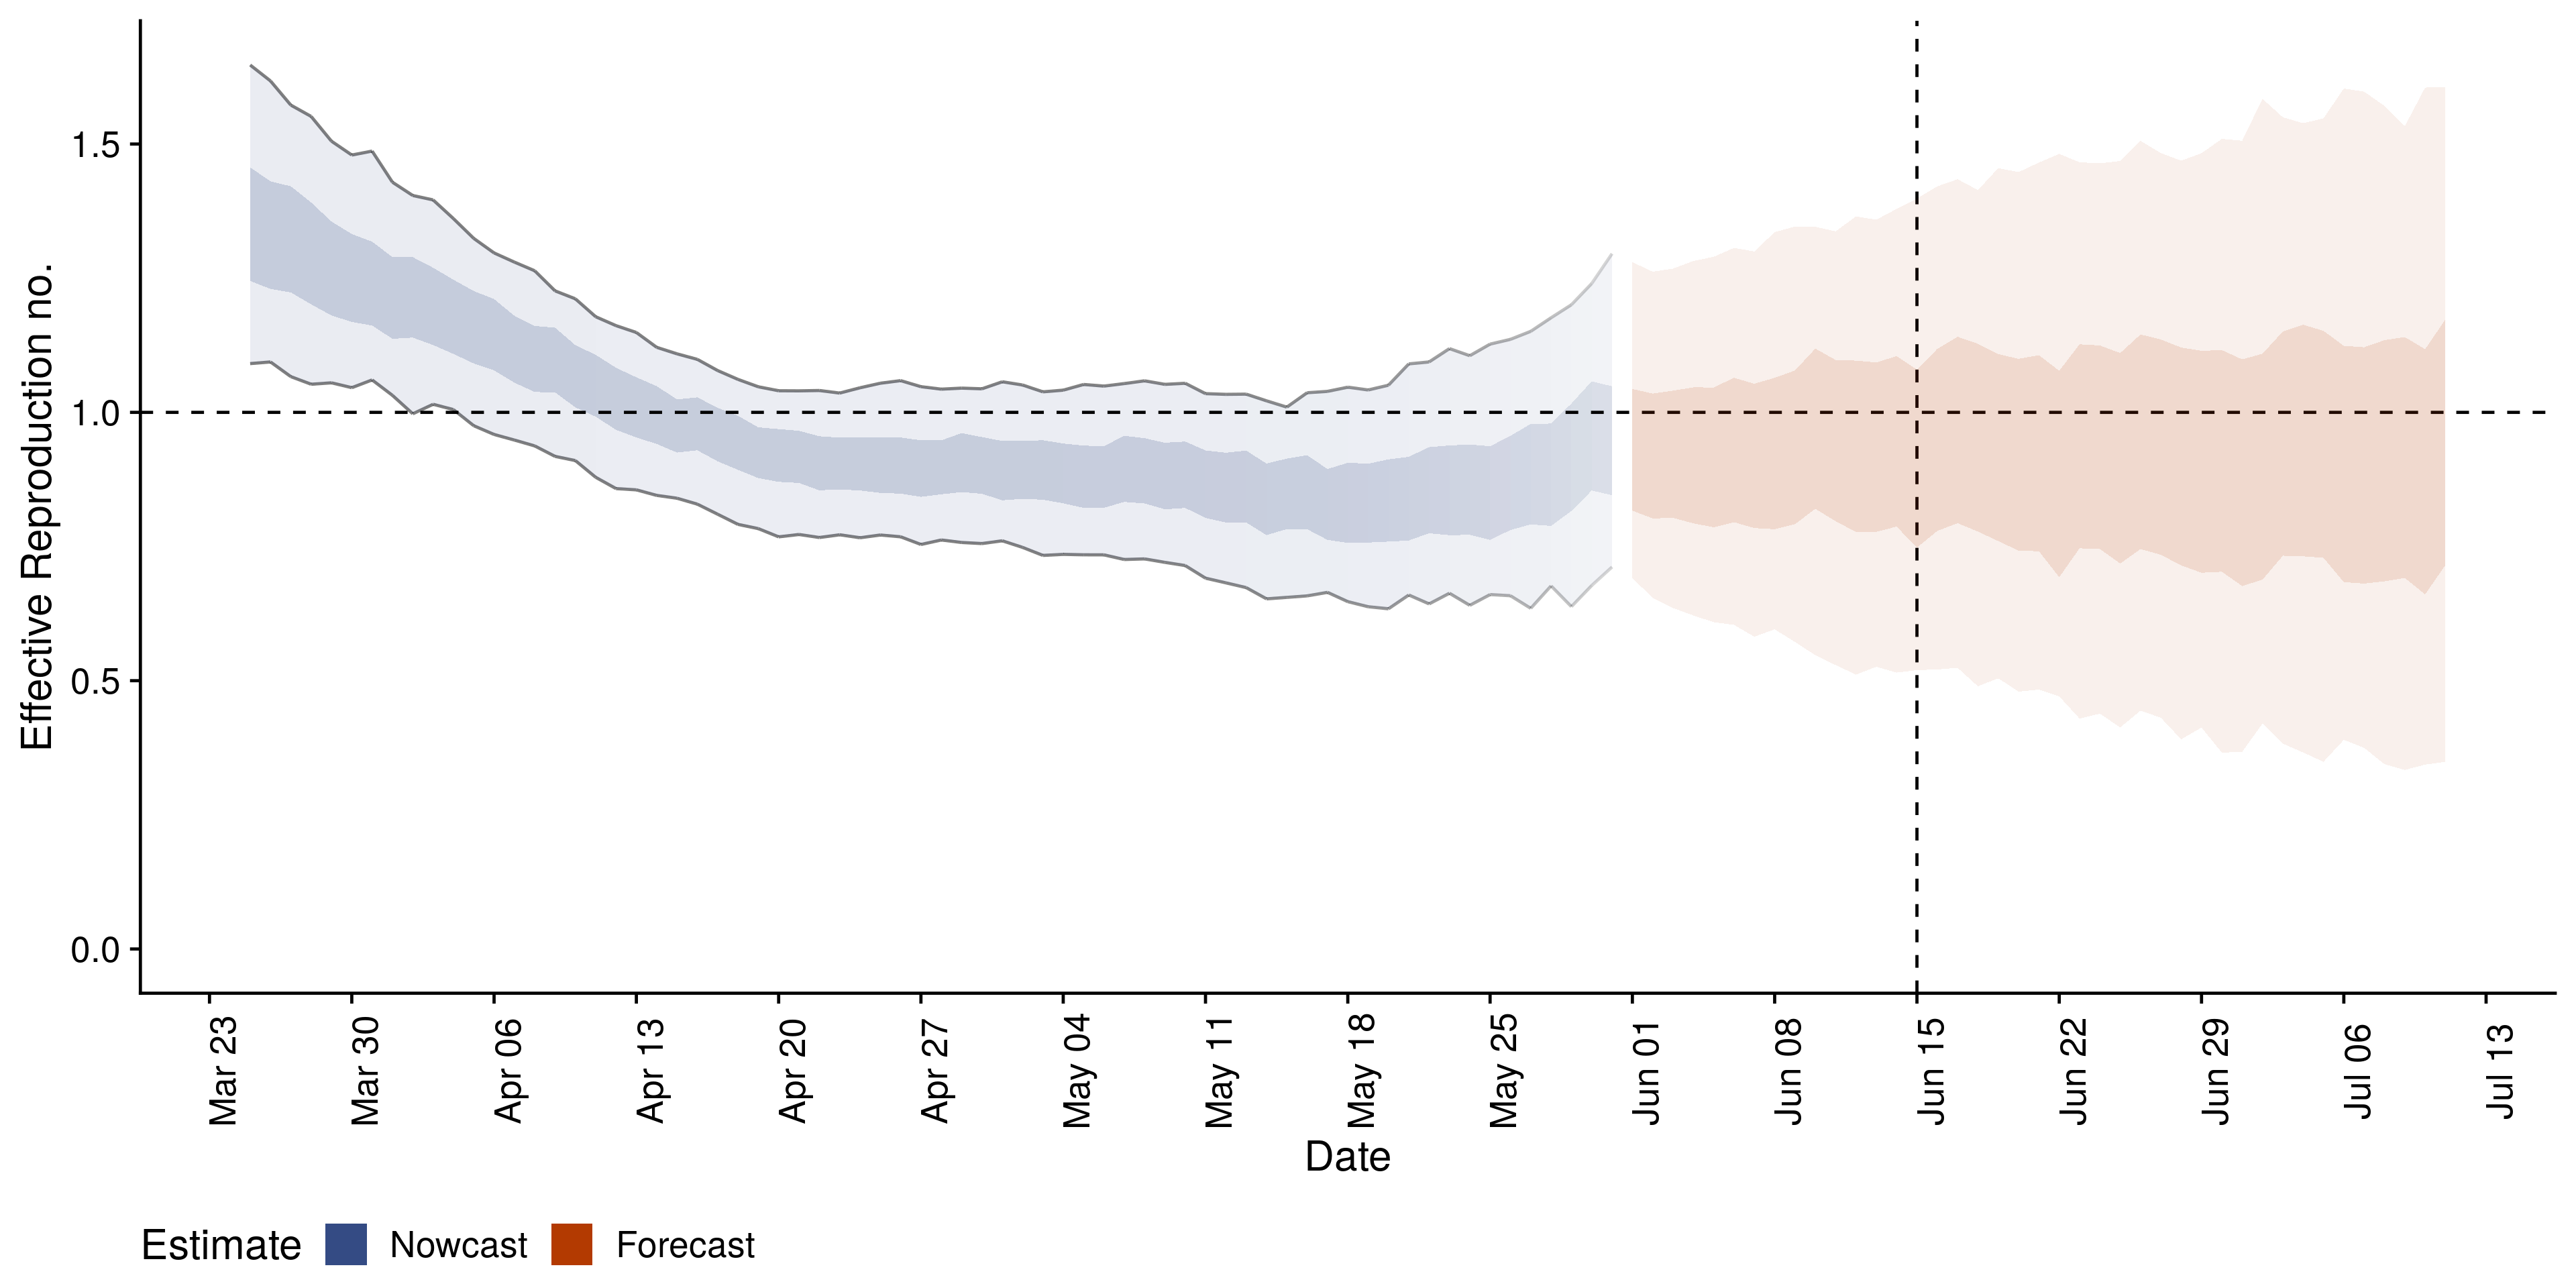 Effective Reproduction no.
1.5
1.0
0.5
0.0
Mar 23
Mar 30
Apr 06
Apr 13
Apr 20
Apr 27
May 04
May 11
May 18
May 25
Jun 01
Jun 08
Jun 15
Jun 22
Jun 29
Jul 06
Jul 13
Date
Estimate Nowcast Forecast